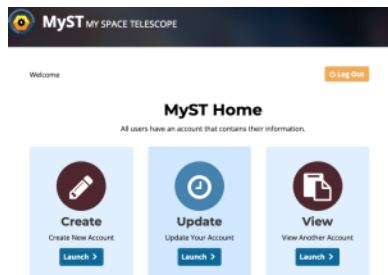 MyST MY SPACE TELESCOPE
Welcome
Log Out
MyST Home
All users have an account that contains their information.
Create
Update
View
Create New Account
Update Your Account
View Another Account
Launch >
Launch >
Launch >